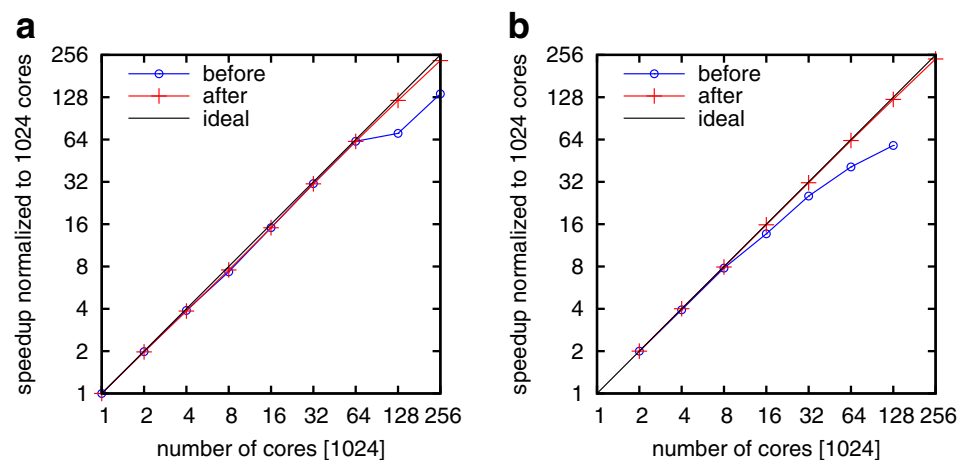 a
speedup normalized to 1024 cores
256
128
64
32
16
8
4
2
1
before
after
ideal
1 2 4 8 16 32 64 128 256
number of cores [1024]
b
speedup normalized to 1024 cores
256
128
64
32
16
8
4
2
1
before
after
ideal
1 2 4 8 16 32 64 128 256
number of cores [1024]